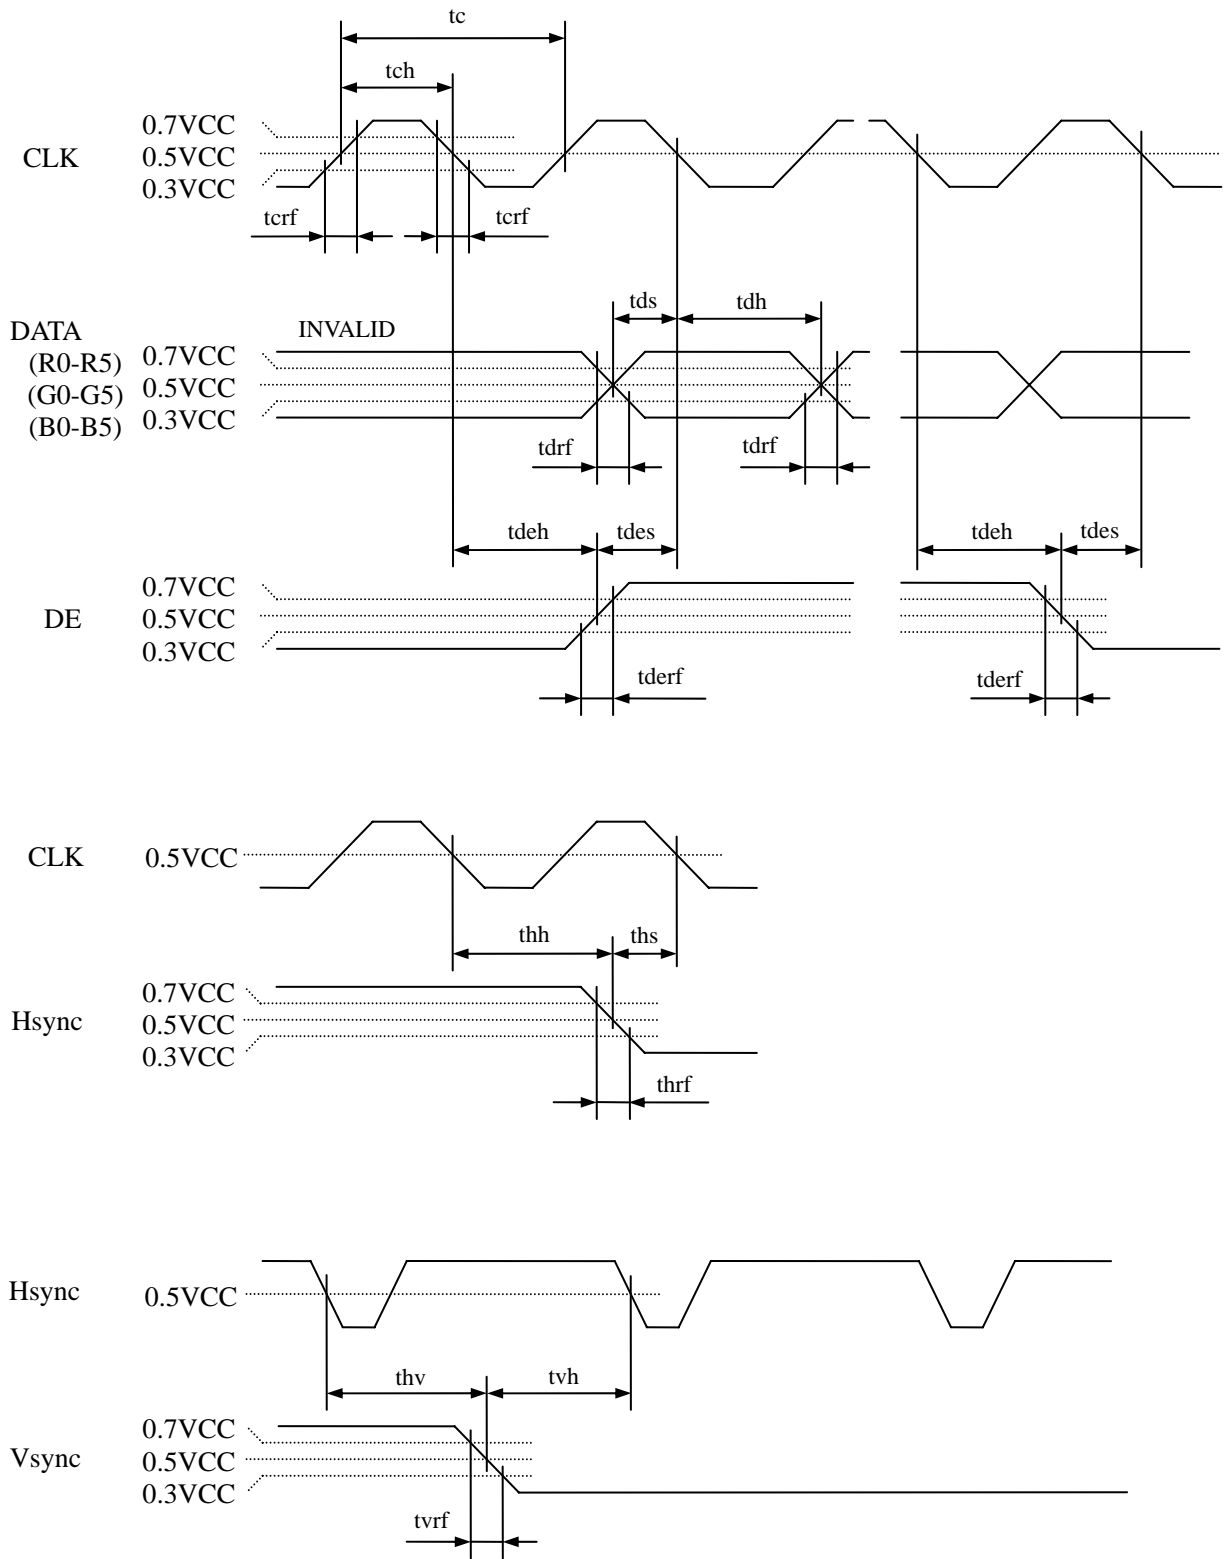 tc
tch
CLK
0.7VCC
0.5VCC
0.3VCC
tcrf
tcrf
tds
tdh
DATA
(R0-R5)
(G0-G5)
(B0-B5)
INVALID
0.7VCC
0.5VCC
0.3VCC
tdrf
tdrf
tdeh
tdes
tdeh
tdes
DE
0.7VCC
0.5VCC
0.3VCC
tderf
tderf
CLK
0.5VCC
thh
ths
Hsync
0.7VCC
0.5VCC
0.3VCC
thrf
Hsync
0.5VCC
thv
tvh
Vsync
0.7VCC
0.5VCC
0.3VCC
tvrf